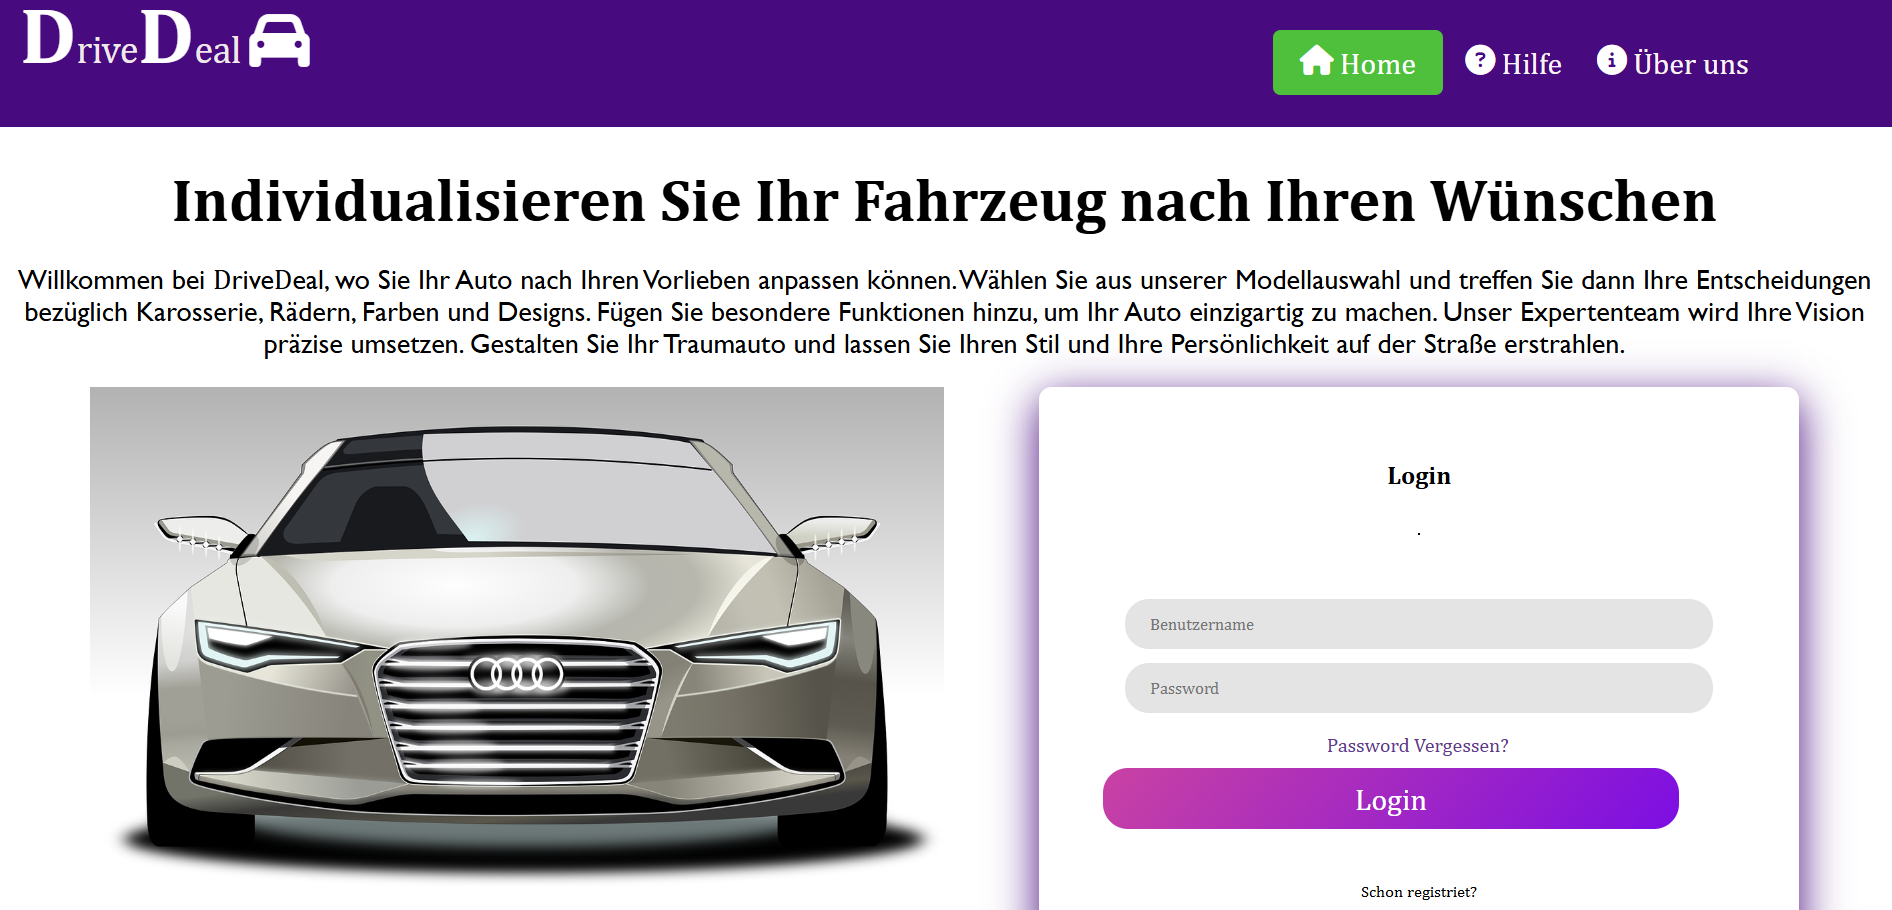 DriveDeal
Home
Hilfe
Über uns
Individualisieren Sie Ihr Fahrzeug nach Ihren Wünschen
Willkommen bei DriveDeal, wo Sie Ihr Auto nach Ihren Vorlieben anpassen können. Wählen Sie aus unserer Modellauswahl und treffen Sie dann Ihre Entscheidungen
bezüglich Karosserie, Rädern, Farben und Designs. Fügen Sie besondere Funktionen hinzu, um Ihr Auto einzigartig zu machen. Unser Expertenteam wird Ihre Vision
präzise umsetzen. Gestalten Sie Ihr Traumauto und lassen Sie Ihren Stil und Ihre Persönlichkeit auf der Straße erstrahlen.
Login
.
Benutzername
Password
Password Vergessen?
Login
Schon registriet?